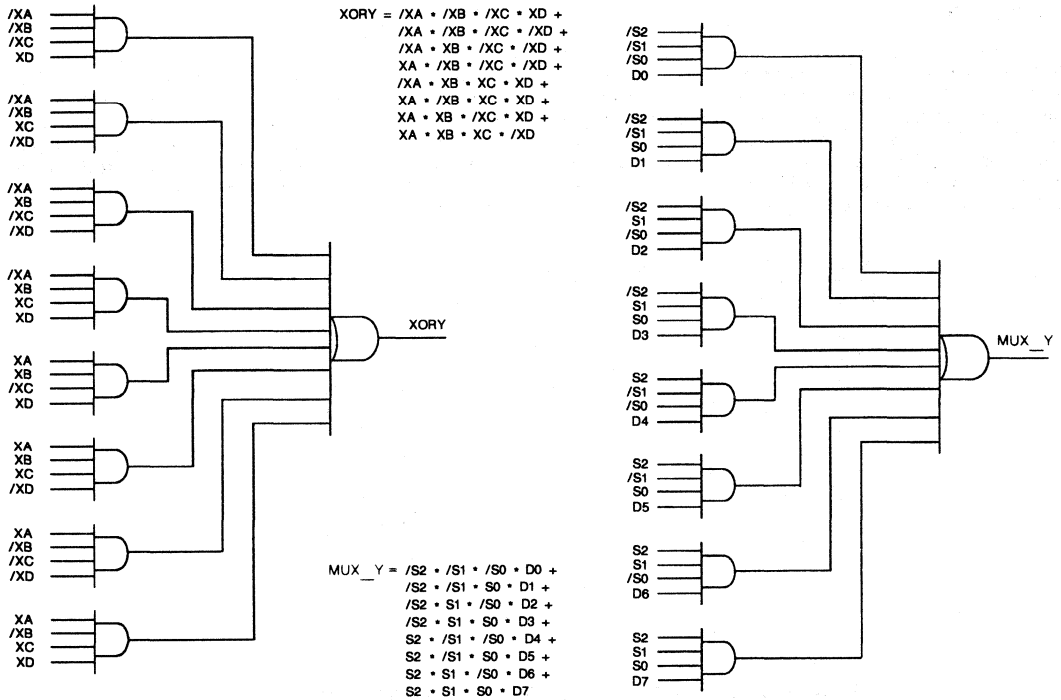 /XA
/XB
/XC
XD
/XA
/XB
XC
/XD
/XA
XB
/XC
/XD
/XA
XB
XC
XD
XA
XB
/XC
XD
XA
XB
XC
/XD
XA
/XB
/XC
/XD
XA
/XB
XC
XD
XORY = /XA * /XB * /XC * XD +
/XA * /XB * /XC * /XD +
/XA * XB * /XC * /XD +
XA * /XB * /XC * /XD +
/XA * XB * XC * XD +
XA * /XB * XC * XD +
XA * XB * /XC * XD +
XA * XB * XC * /XD
XORY
MUX_Y = /S2 * /S1 * /S0 * D0 +
/S2 * /S1 * S0 * D1 +
/S2 * S1 * /S0 * D2 +
/S2 * S1 * S0 * D3 +
S2 * /S1 * /S0 * D4 +
S2 * /S1 * S0 * D5 +
S2 * S1 * /S0 * D6 +
S2 * S1 * S0 * D7
/S2
/S1
/S0
D0
/S2
/S1
S0
D1
/S2
S1
/S0
D2
/S2
S1
S0
D3
S2
/S1
/S0
D4
S2
/S1
S0
D5
S2
S1
/S0
D6
S2
S1
S0
D7
MUX_Y